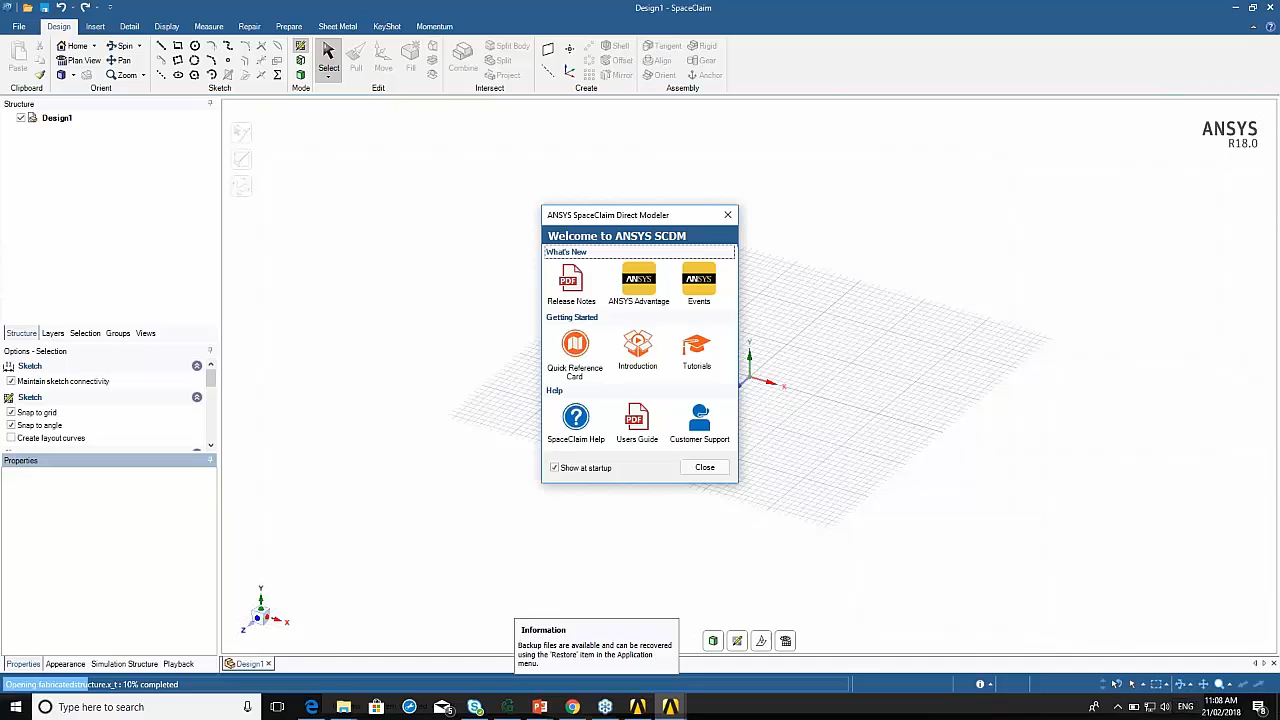 Design1 - SpaceClaim
File Design Insert Detail Display Measure Repair Prepare Sheet Metal KeyShot Momentum
Paste
Clipboard
Home Spin
Plan View Pan
Zoom
Orient
Sketch
Mode
Select Pull Move Fill
Edit
Combine Split Body
Split
Project
Intersect
Shell
Offset
Mirror
Create
Tangent Rigid
Align Gear
Orient Anchor
Assembly
Structure
Design1
Structure Layers Selection Groups Views
Options - Selection
Sketch
Maintain sketch connectivity
Sketch
Snap to grid
Snap to angle
Create layout curves
Properties
Properties Appearance Simulation Structure Playback
ANSYS
R18.0
ANSYS SpaceClaim Direct Modeler
Welcome to ANSYS SCDM
What's New
ANSYS ANSYS
Release Notes ANSYS Advantage Events
Getting Started
Quick Reference Card Introduction Tutorials
Help
SpaceClaim Help Users Guide Customer Support
Show at startup Close
Y
X
Y
X
Z
Information
Backup files are available and can be recovered
using the 'Restore' item in the Application
menu.
Design1
Opening fabricatedstructure.x_t : 10% completed
Type here to search
ENG
11:08 AM
21/02/2018